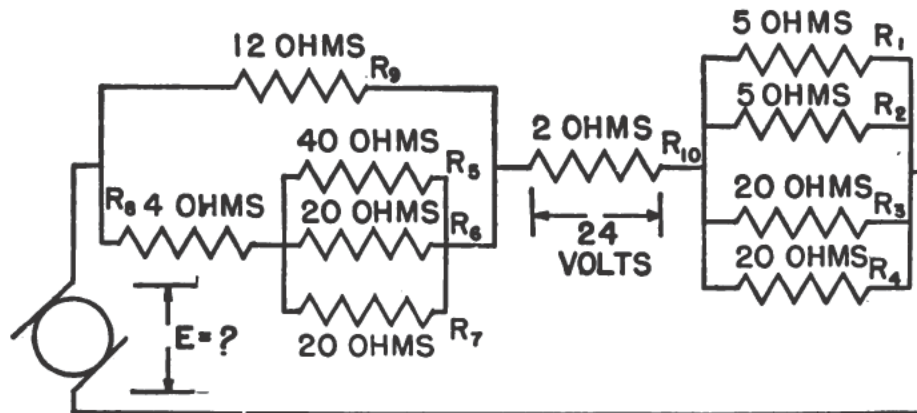 5 OHMS R1
12 OHMS R9
5 OHMS R2
2 OHMS R10
40 OHMS R5
R8 4 OHMS
20 OHMS R6
20 OHMS R3
24
VOLTS
20 OHMS R4
E=?
20 OHMS R7